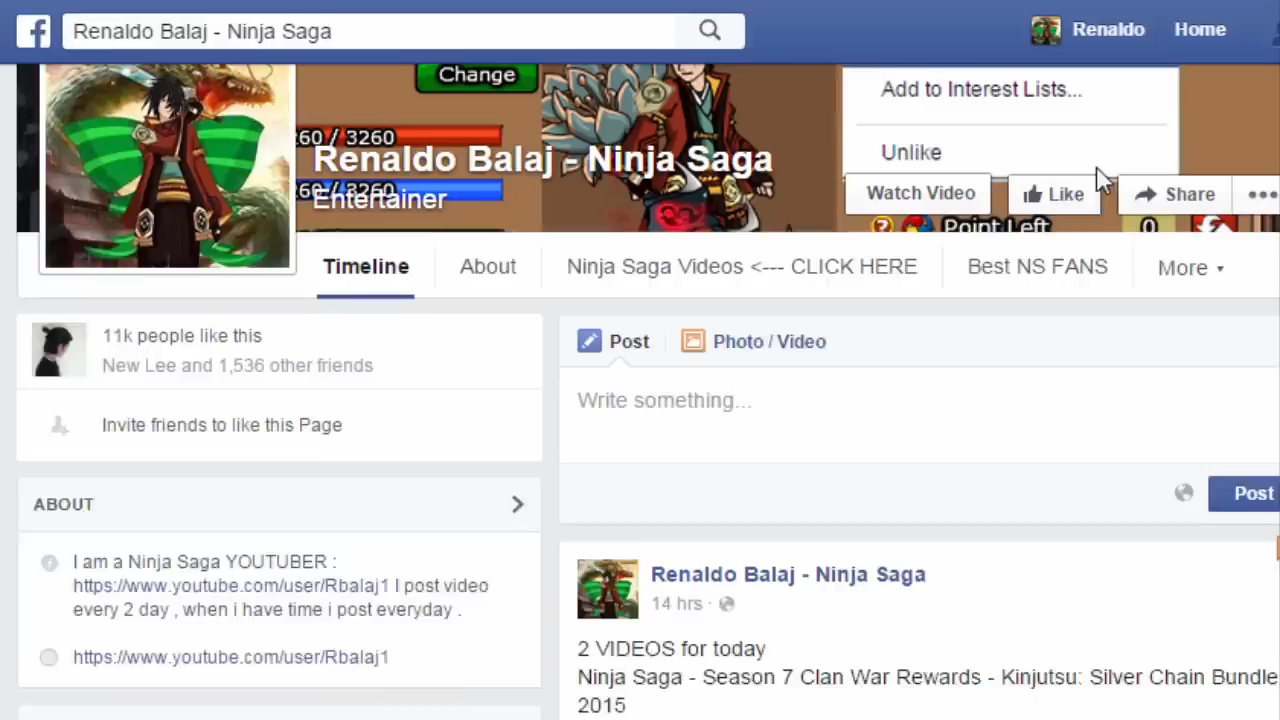 Renaldo Balaj - Ninja Saga
Renaldo
Home
Change
Add to Interest Lists...
Unlike
260 / 3260
Renaldo Balaj - Ninja Saga
260 / 3260
Entertainer
Watch Video
Like
Share
Point Left
0
Timeline
About
Ninja Saga Videos <--- CLICK HERE
Best NS FANS
More
11k people like this
New Lee and 1,536 other friends
Invite friends to like this Page
Post
Photo / Video
Write something...
Post
ABOUT
I am a Ninja Saga YOUTUBER :
https://www.youtube.com/user/Rbalaj1 I post video
every 2 day , when i have time i post everyday .
https://www.youtube.com/user/Rbalaj1
Renaldo Balaj - Ninja Saga
14 hrs ·
2 VIDEOS for today
Ninja Saga - Season 7 Clan War Rewards - Kinjutsu: Silver Chain Bundle
2015